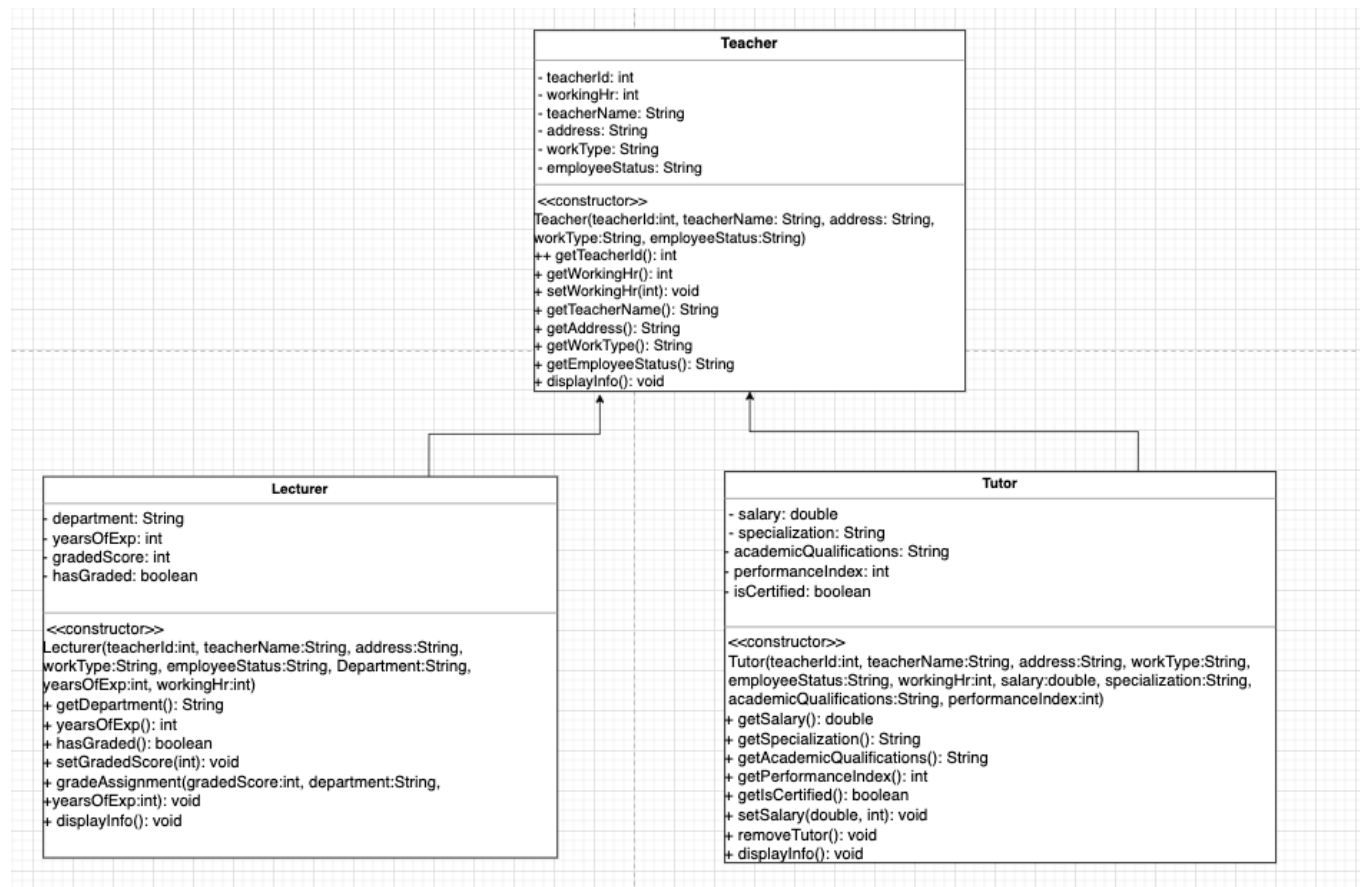 Teacher
- teacherId: int
- workingHr: int
- teacherName: String
- address: String
- workType: String
- employeeStatus: String
<<constructor>>
Teacher(teacherId:int, teacherName: String, address: String,
workType:String, employeeStatus:String)
++ getTeacherId(): int
+ getWorkingHr(): int
+ setWorkingHr(int): void
+ getTeacherName(): String
+ getAddress(): String
+ getWorkType(): String
+ getEmployeeStatus(): String
+ displayInfo(): void
Lecturer
- department: String
- yearsOfExp: int
- gradedScore: int
- hasGraded: boolean
<<constructor>>
Lecturer(teacherId:int, teacherName:String, address:String,
workType:String, employeeStatus:String, Department:String,
yearsOfExp:int, workingHr:int)
+ getDepartment(): String
+ yearsOfExp(): int
+ hasGraded(): boolean
+ setGradedScore(int): void
+ gradeAssignment(gradedScore:int, department:String,
+yearsOfExp:int): void
+ displayInfo(): void
Tutor
- salary: double
- specialization: String
- academicQualifications: String
- performanceIndex: int
- isCertified: boolean
<<constructor>>
Tutor(teacherId:int, teacherName:String, address:String, workType:String,
employeeStatus:String, workingHr:int, salary:double, specialization:String,
academicQualifications:String, performanceIndex:int)
+ getSalary(): double
+ getSpecialization(): String
+ getAcademicQualifications(): String
+ getPerformanceIndex(): int
+ getIsCertified(): boolean
+ setSalary(double, int): void
+ removeTutor(): void
+ displayInfo(): void